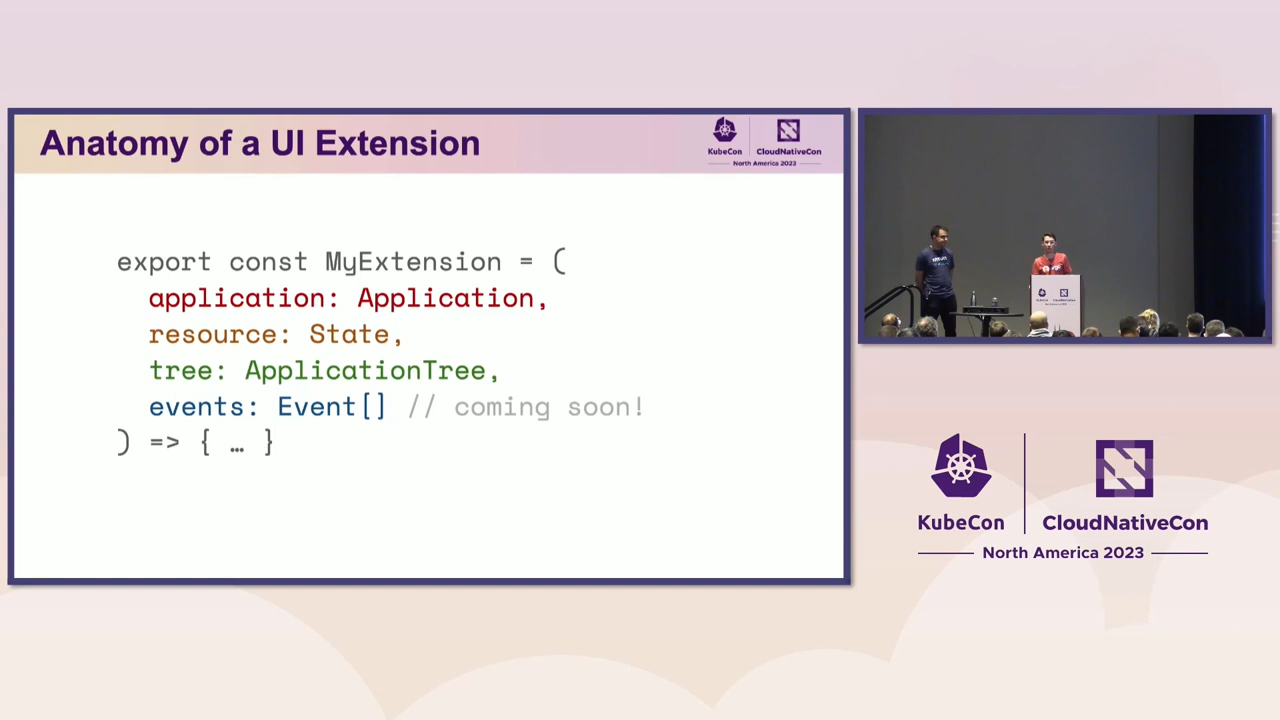 Anatomy of a UI Extension
KubeCon
CloudNativeCon
North America 2023
export const MyExtension = (
application: Application,
resource: State,
tree: ApplicationTree,
events: Event[] // coming soon!
) => { … }
KubeCon
CloudNativeCon
North America 2023